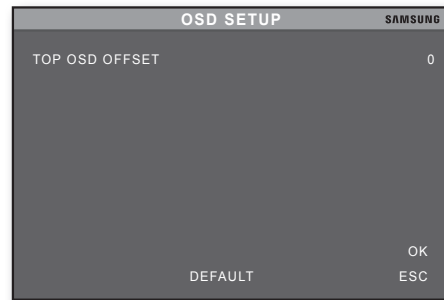 OSD SETUP SAMSUNG
TOP OSD OFFSET 0
OK
DEFAULT ESC